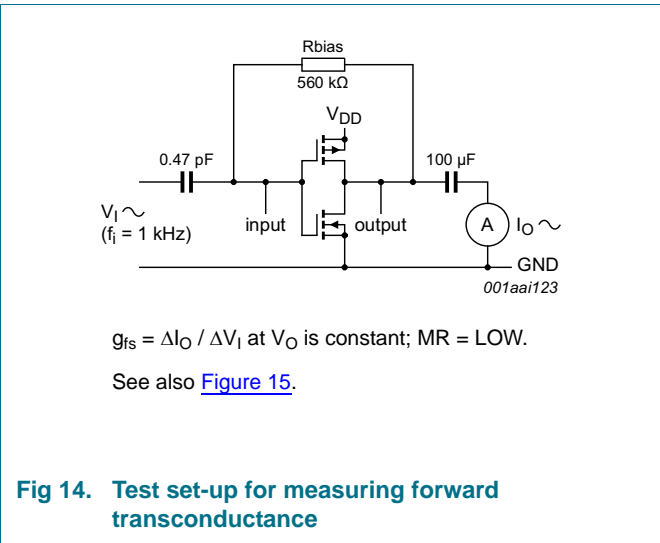 Rbias
560 kΩ
VDD
0.47 pF
100 μF
VI
(fi = 1 kHz)
input
output
A
IO
GND
001aai123
gfs = ΔIO / ΔVI at VO is constant; MR = LOW.
See also Figure 15.
Fig 14. Test set-up for measuring forward
transconductance